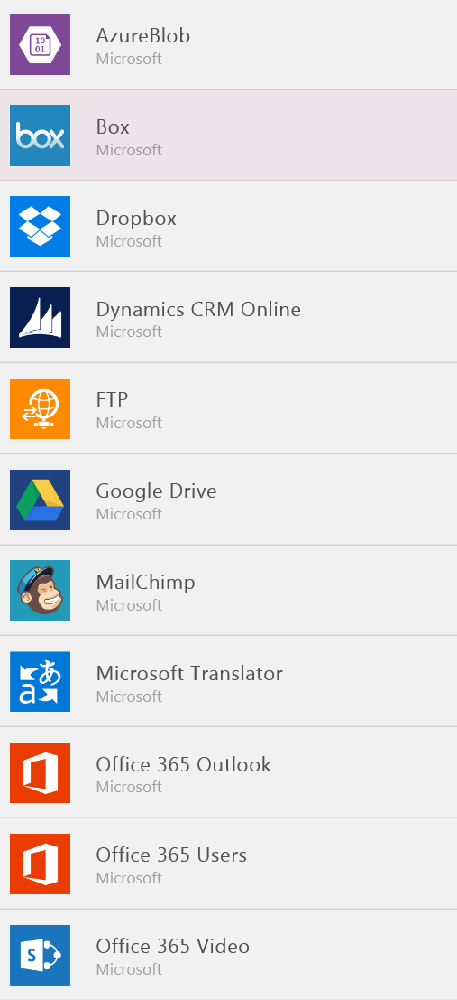 10
01
AzureBlob
Microsoft
box
Box
Microsoft
Dropbox
Microsoft
Dynamics CRM Online
Microsoft
FTP
Microsoft
Google Drive
Microsoft
MailChimp
Microsoft
あ
a
Microsoft Translator
Microsoft
Office 365 Outlook
Microsoft
Office 365 Users
Microsoft
S
Office 365 Video
Microsoft